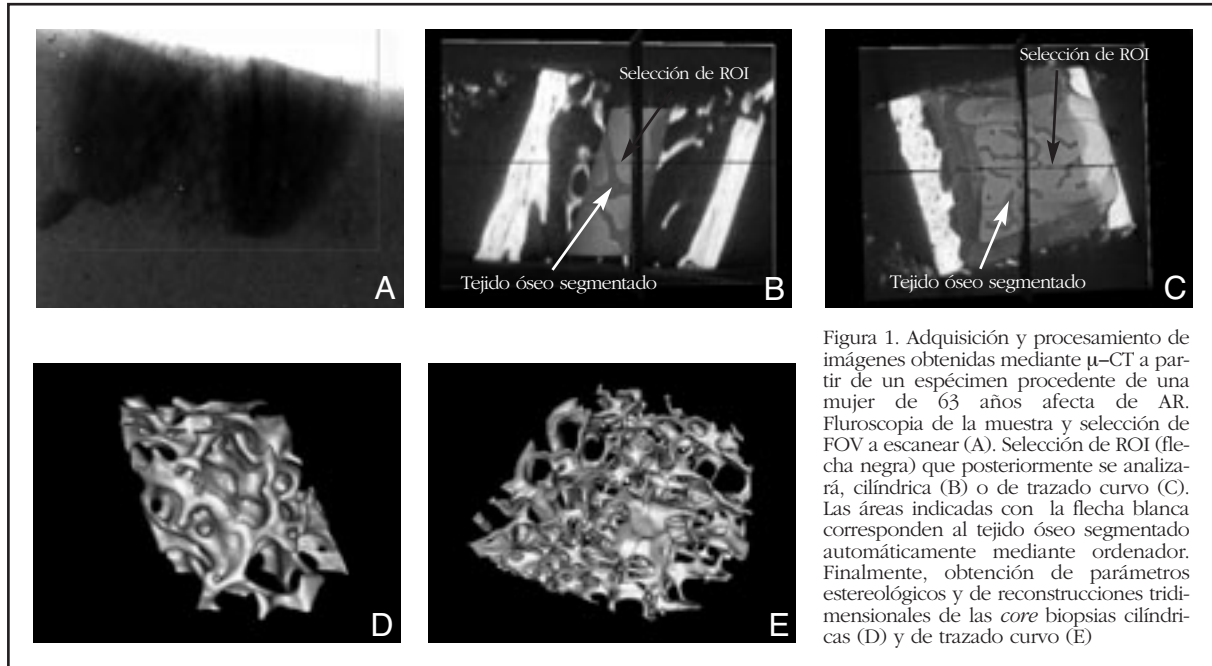 A
Selección de ROI
Tejido óseo segmentado
B
Selección de ROI
Tejido óseo segmentado
C
D
E
Figura 1. Adquisición y procesamiento de
imágenes obtenidas mediante μ–CT a par-
tir de un espécimen procedente de una
mujer de 63 años afecta de AR.
Fluroscopia de la muestra y selección de
FOV a escanear (A). Selección de ROI (fle-
cha negra) que posteriormente se analiza-
rá, cilíndrica (B) o de trazado curvo (C).
Las áreas indicadas con la flecha blanca
corresponden al tejido óseo segmentado
automáticamente mediante ordenador.
Finalmente, obtención de parámetros
estereológicos y de reconstrucciones tridi-
mensionales de las core biopsias cilíndri-
cas (D) y de trazado curvo (E)